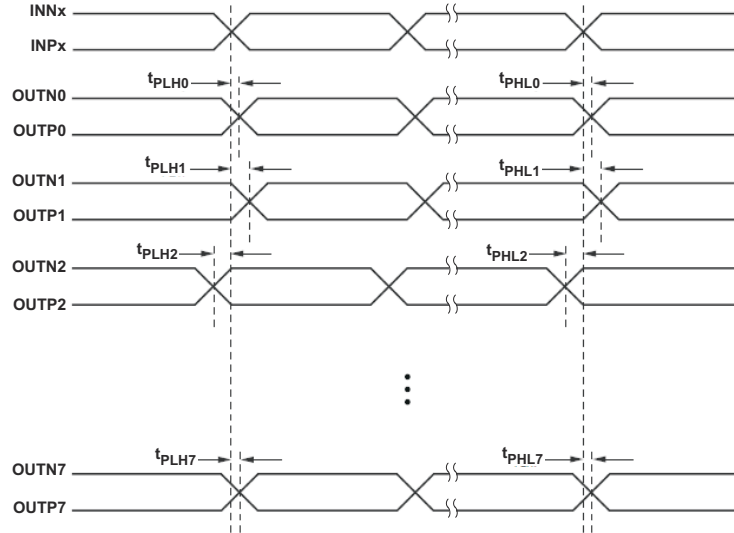 INNx
INPx
tPLH0 tPHL0
OUTN0
OUTP0
tPLH1 tPHL1
OUTN1
OUTP1
tPLH2 tPHL2
OUTN2
OUTP2
tPLH7 tPHL7
OUTN7
OUTP7